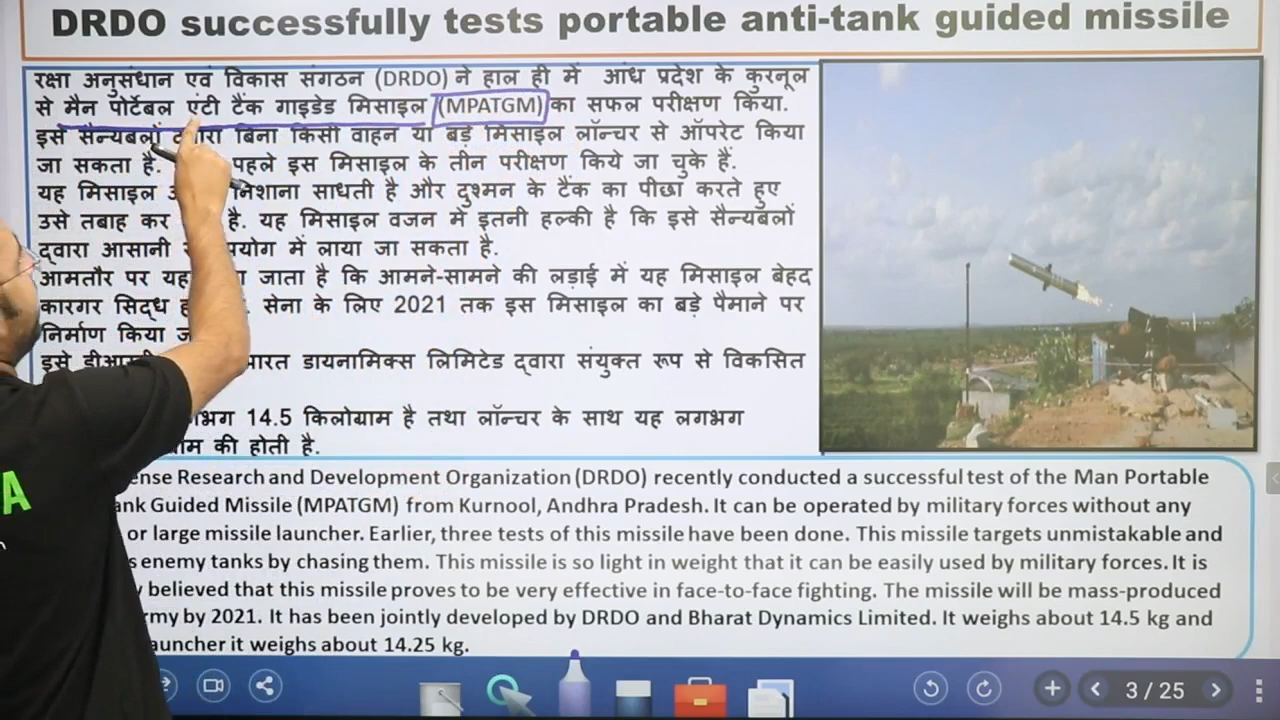 DRDO successfully tests portable anti-tank guided missile
रक्षा अनुसंधान एवं विकास संगठन (DRDO) ने हाल ही में आंध्र प्रदेश के कुरनूल
से मैन पोर्टेबल एंटी टैंक गाइडेड मिसाइल (MPATGM) का सफल परीक्षण किया.
इसे सैन्यबलों बिना किसी वाहन या बड़े मिसाइल लॉन्चर से ऑपरेट किया
जा सकता है. पहले इस मिसाइल के तीन परीक्षण किये जा चुके हैं.
यह मिसाइल निशाना साधती है और दुश्मन के टैंक का पीछा करते हुए
उसे तबाह कर है. यह मिसाइल वजन में इतनी हल्की है कि इसे सैन्यबलों
द्वारा आसानी में लाया जा सकता है.
आमतौर पर यह जाता है कि आमने-सामने की लड़ाई में यह मिसाइल बेहद
कारगर सिद्ध सेना के लिए 2021 तक इस मिसाइल का बड़े पैमाने पर
निर्माण किया
इसे डायनामिक्स लिमिटेड द्वारा संयुक्त रूप से विकसित
14.5 किलोग्राम है तथा लॉन्चर के साथ यह लगभग
की होती है.
Research and Development Organization (DRDO) recently conducted a successful test of the Man Portable
Guided Missile (MPATGM) from Kurnool, Andhra Pradesh. It can be operated by military forces without any
or large missile launcher. Earlier, three tests of this missile have been done. This missile targets unmistakable and
enemy tanks by chasing them. This missile is so light in weight that it can be easily used by military forces. It is
believed that this missile proves to be very effective in face-to-face fighting. The missile will be mass-produced
by 2021. It has been jointly developed by DRDO and Bharat Dynamics Limited. It weighs about 14.5 kg and
it weighs about 14.25 kg.
A
3 / 25